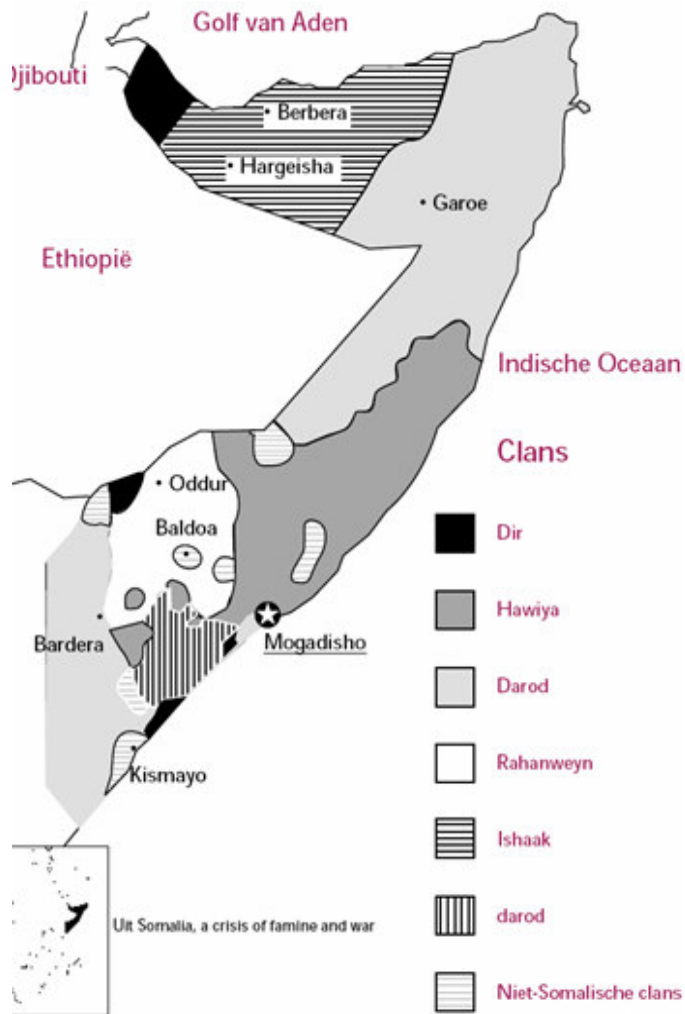 Golf van Aden
Djibouti
Berbera
Hargeisha
Garoe
Ethiopië
Indische Oceaan
Clans
Oddur
Dir
Baldoa
Hawiya
Bardera
Mogadisho
Darod
Rahanweyn
Kismayo
Ishaak
darod
Uit Somalia, a crisis of famine and war
Niet-Somalische clans